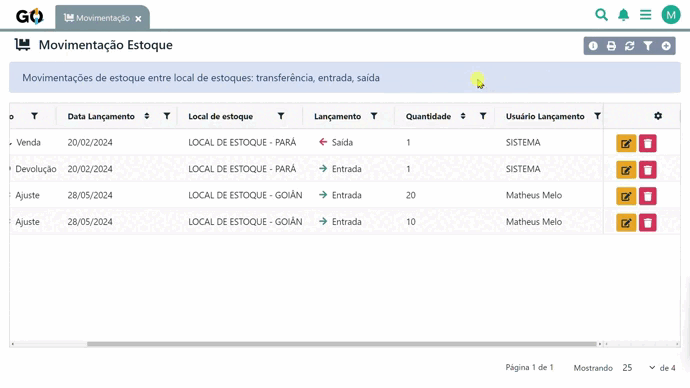 GO Movimentação
M
Movimentação Estoque
Movimentações de estoque entre local de estoques: transferência, entrada, saída
o Data Lançamento Local de estoque Lançamento Quantidade Usuário Lançamento
Venda 20/02/2024 LOCAL DE ESTOQUE - PARÁ Saída 1 SISTEMA
Devolução 20/02/2024 LOCAL DE ESTOQUE - PARÁ Entrada 1 SISTEMA
Ajuste 28/05/2024 LOCAL DE ESTOQUE - GOIÂN Entrada 20 Matheus Melo
Ajuste 28/05/2024 LOCAL DE ESTOQUE - GOIÂN Entrada 10 Matheus Melo
Página 1 de 1 Mostrando 25 de 4